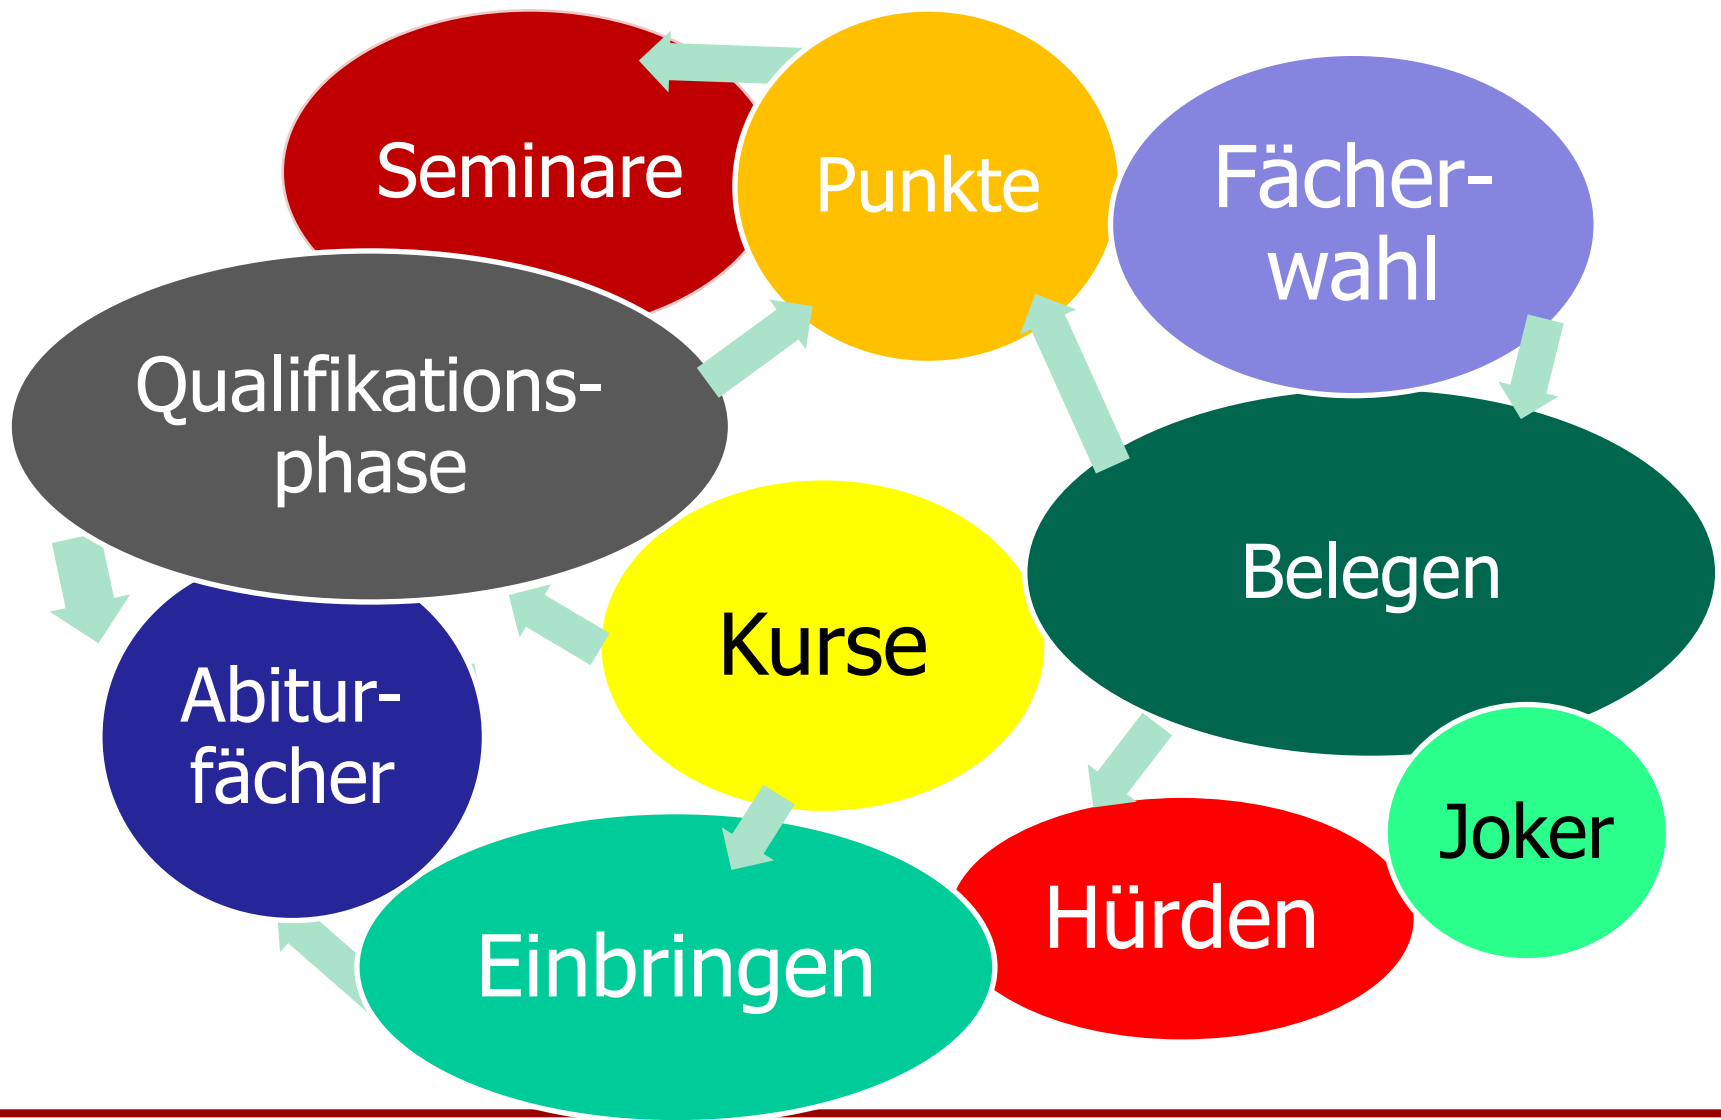 Seminare
Punkte
Fächer-
wahl
Qualifikations-
phase
Belegen
Kurse
Abitur-
fächer
Joker
Hürden
Einbringen